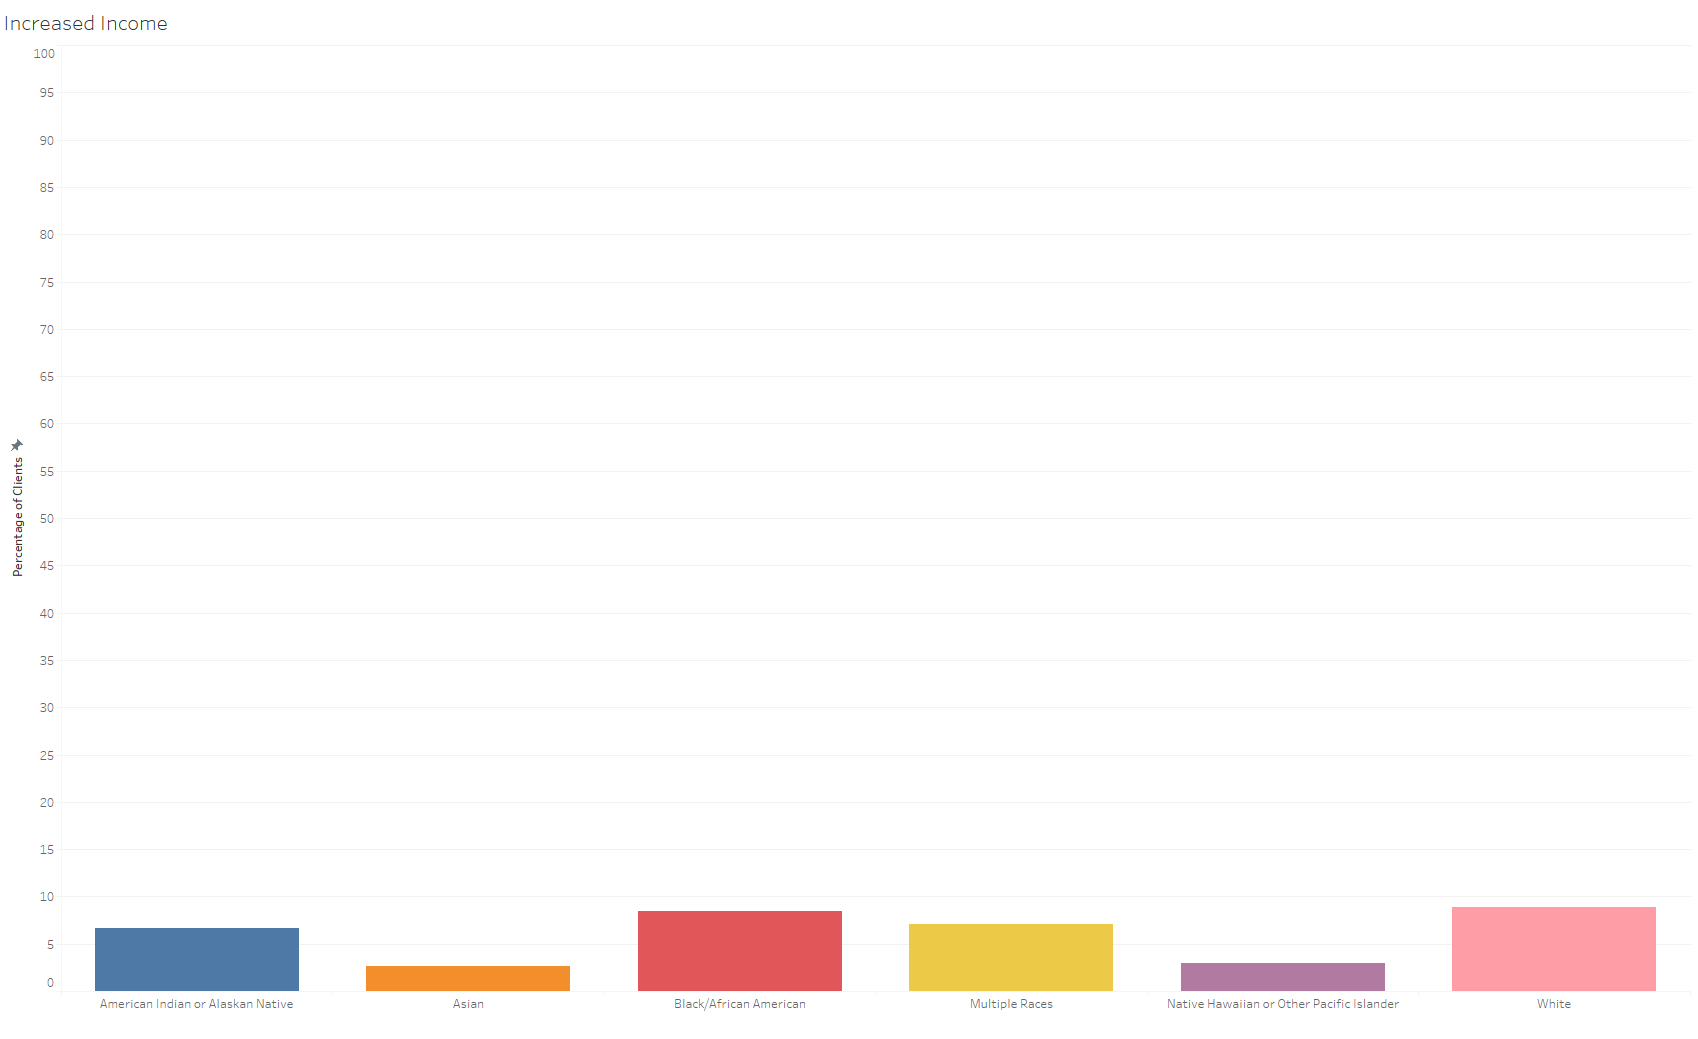 Increased Income
100
95
90
85
80
75
70
65
60
55
50
45
40
35
30
25
20
15
10
5
0
Percentage of Clients
American Indian or Alaskan Native
Asian
Black/African American
Multiple Races
Native Hawaiian or Other Pacific Islander
White